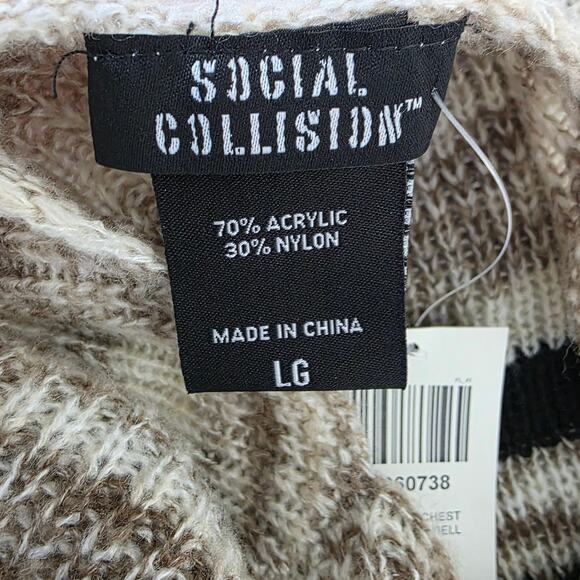 SOCIAL
COLLISION™
70% ACRYLIC
30% NYLON
MADE IN CHINA
LG
60738
CHEST